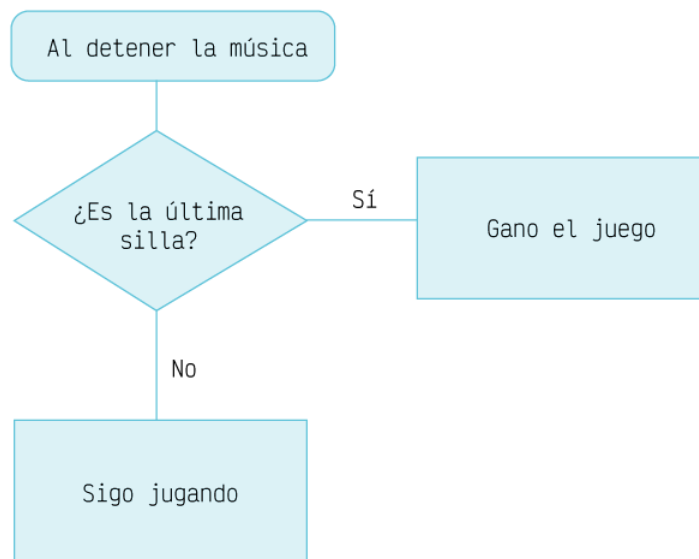 Al detener la música
¿Es la última
silla?
Sí
Gano el juego
No
Sigo jugando